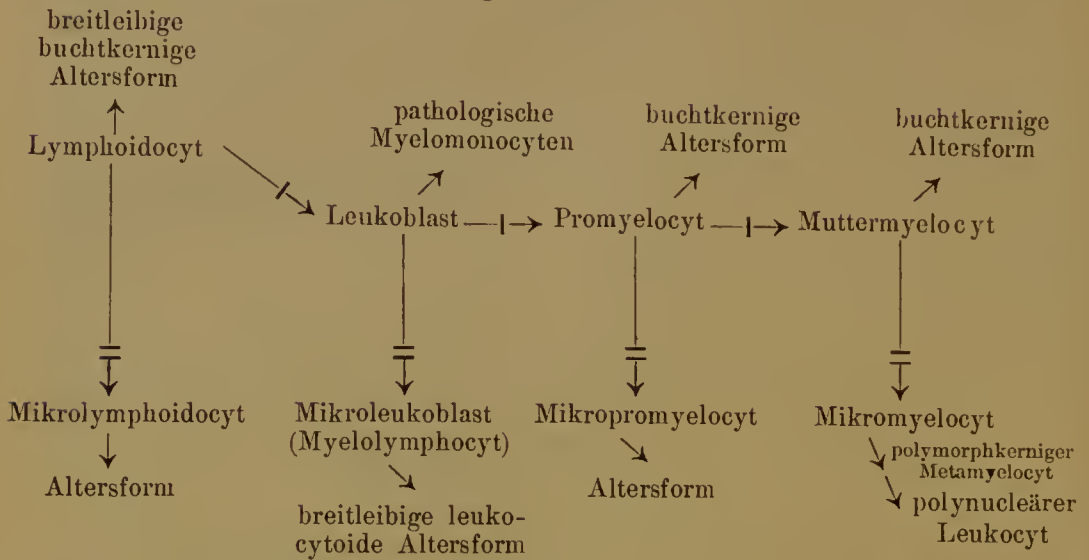 breitleibige
buchtkernige
Altersform
Lymphoidocyt
pathologische
Myelomonocyten
buchtkernige
Altersform
buchtkernige
Altersform
Leukoblast
Promyelocyt
Muttermyelocyt
Mikrolymphoidocyt
Altersform
Mikroleukoblast
(Myelolymphocyt)
breitleibige leuko-
cytoide Altersform
Mikropromyelocyt
Altersform
Mikromyelocyt
polymorphkerniger
Metamyelocyt
polynucleärer
Leukocyt